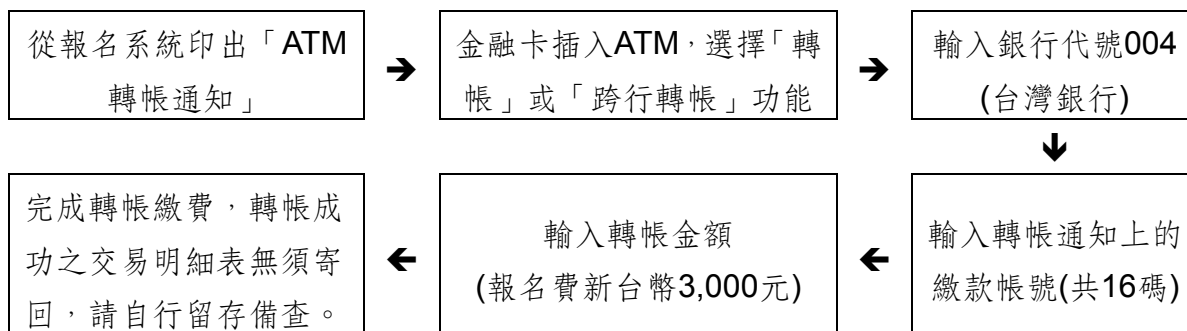 從報名系統印出「ATM
轉帳通知」
➔
金融卡插入ATM，選擇「轉
帳」或「跨行轉帳」功能
➔
輸入銀行代號004
(台灣銀行)
🡻
輸入轉帳通知上的
繳款帳號(共16碼)
🡸
輸入轉帳金額
(報名費新台幣3,000元)
🡸
完成轉帳繳費，轉帳成
功之交易明細表無須寄
回，請自行留存備查。